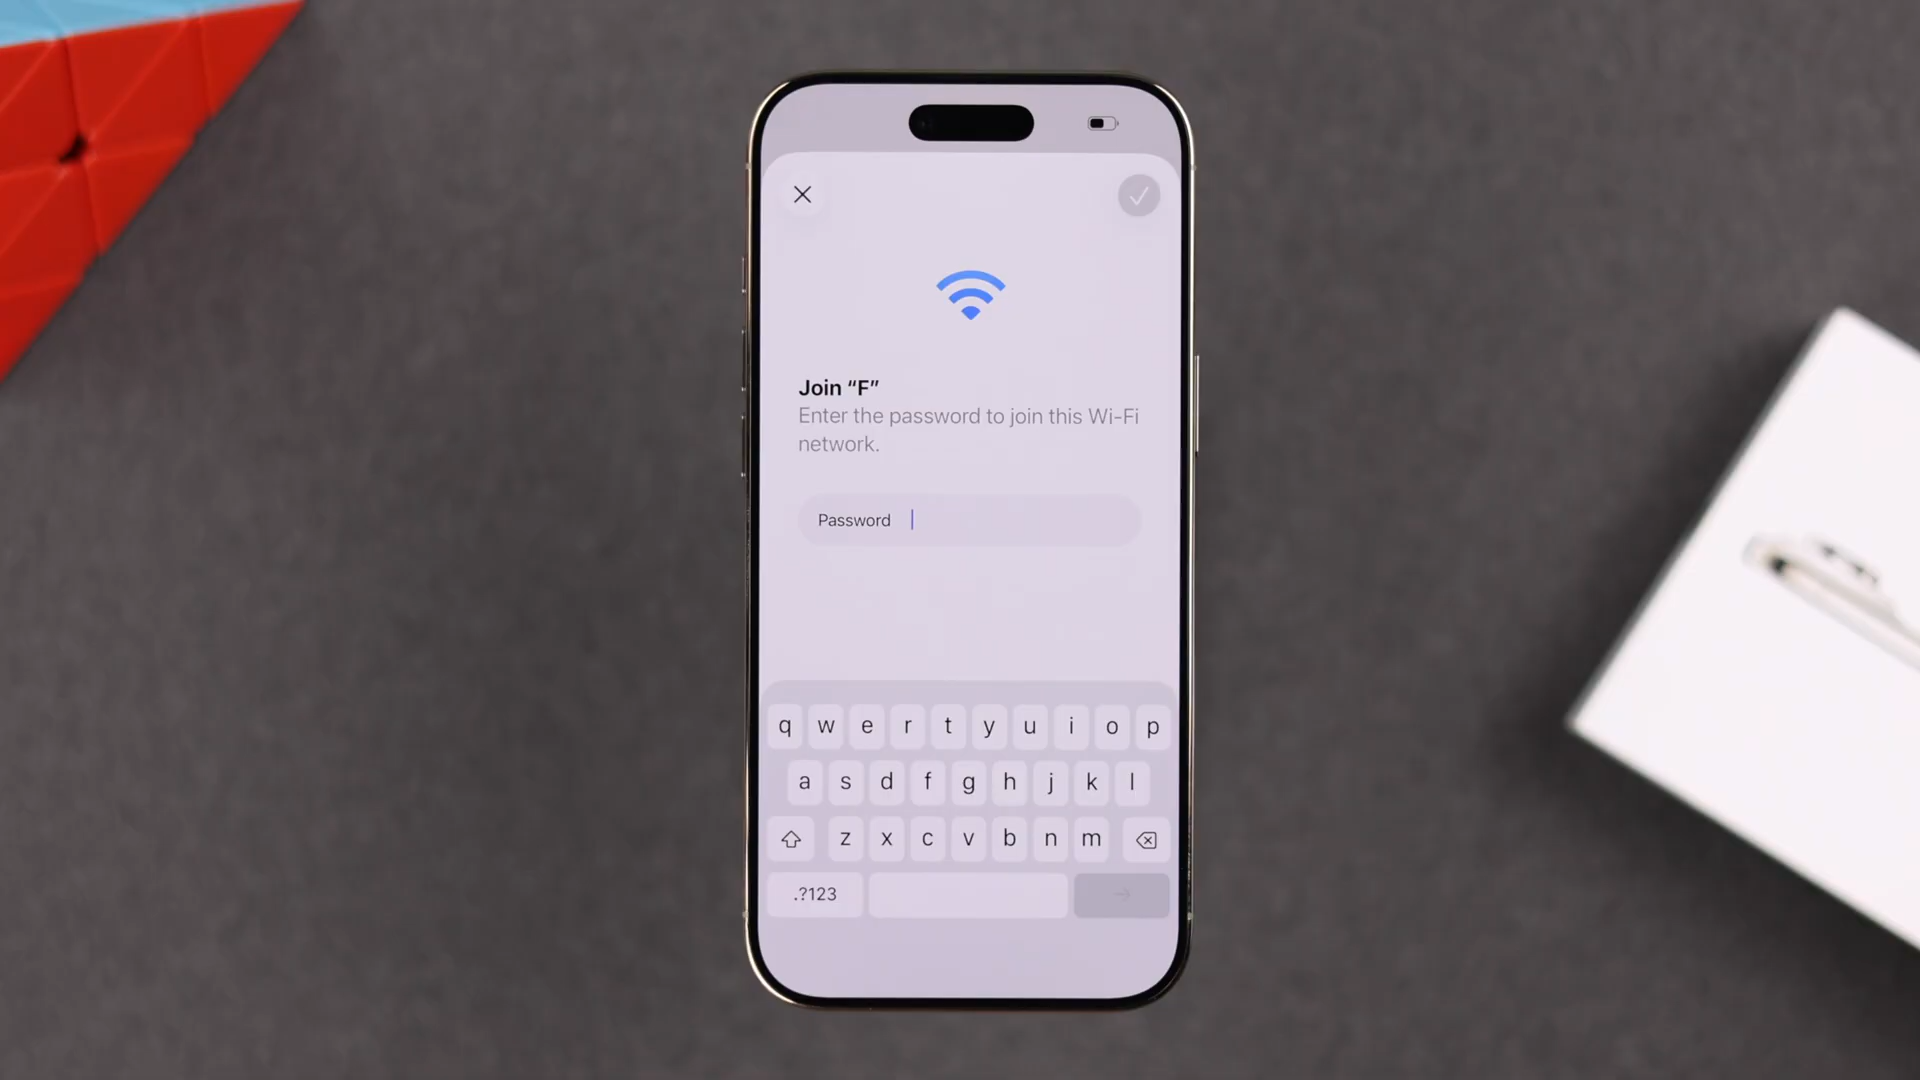 Join “F”
Enter the password to join this Wi-Fi
network.
Password
q w e r t y u i o p
a s d f g h j k l
z x c v b n m
.?123